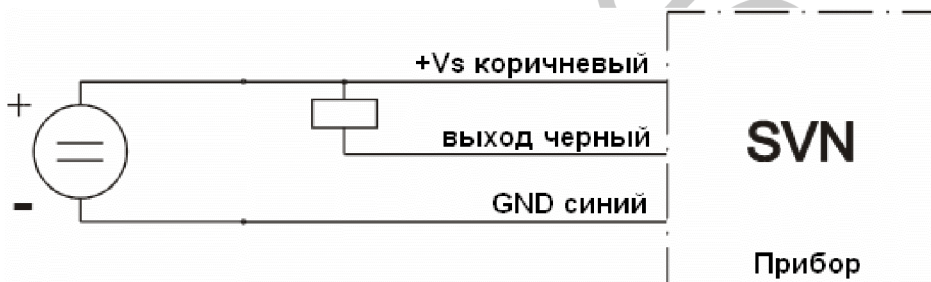 +Vs коричневый
+
выход черный
SVN
-
GND синий
Прибор